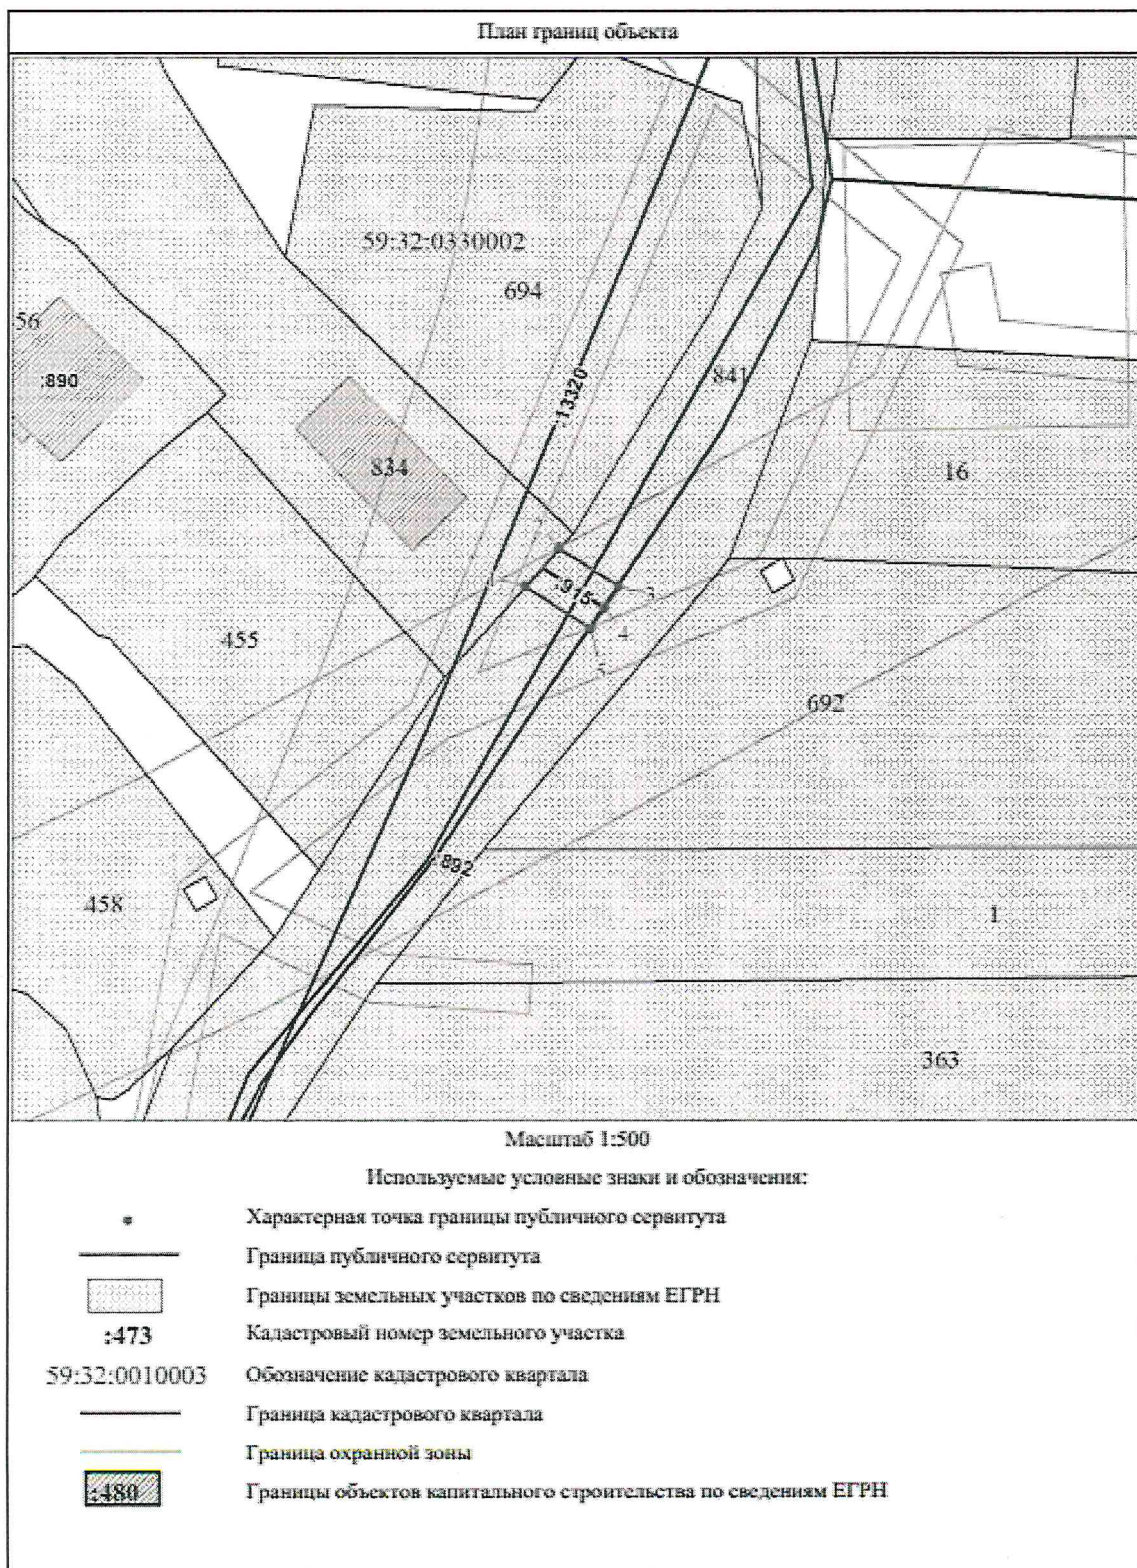 План границ объекта
59:32:0330002
694
56
:890
:13320
841
834
16
2
1
:915
3
4
5
455
692
:892
458
1
363
Масштаб 1:500
Используемые условные знаки и обозначения:
Характерная точка границы публичного сервитута
Граница публичного сервитута
Границы земельных участков по сведениям ЕГРН
:473 Кадастровый номер земельного участка
59:32:0010003 Обозначение кадастрового квартала
Граница кадастрового квартала
Граница охранной зоны
:480 Границы объектов капитального строительства по сведениям ЕГРН